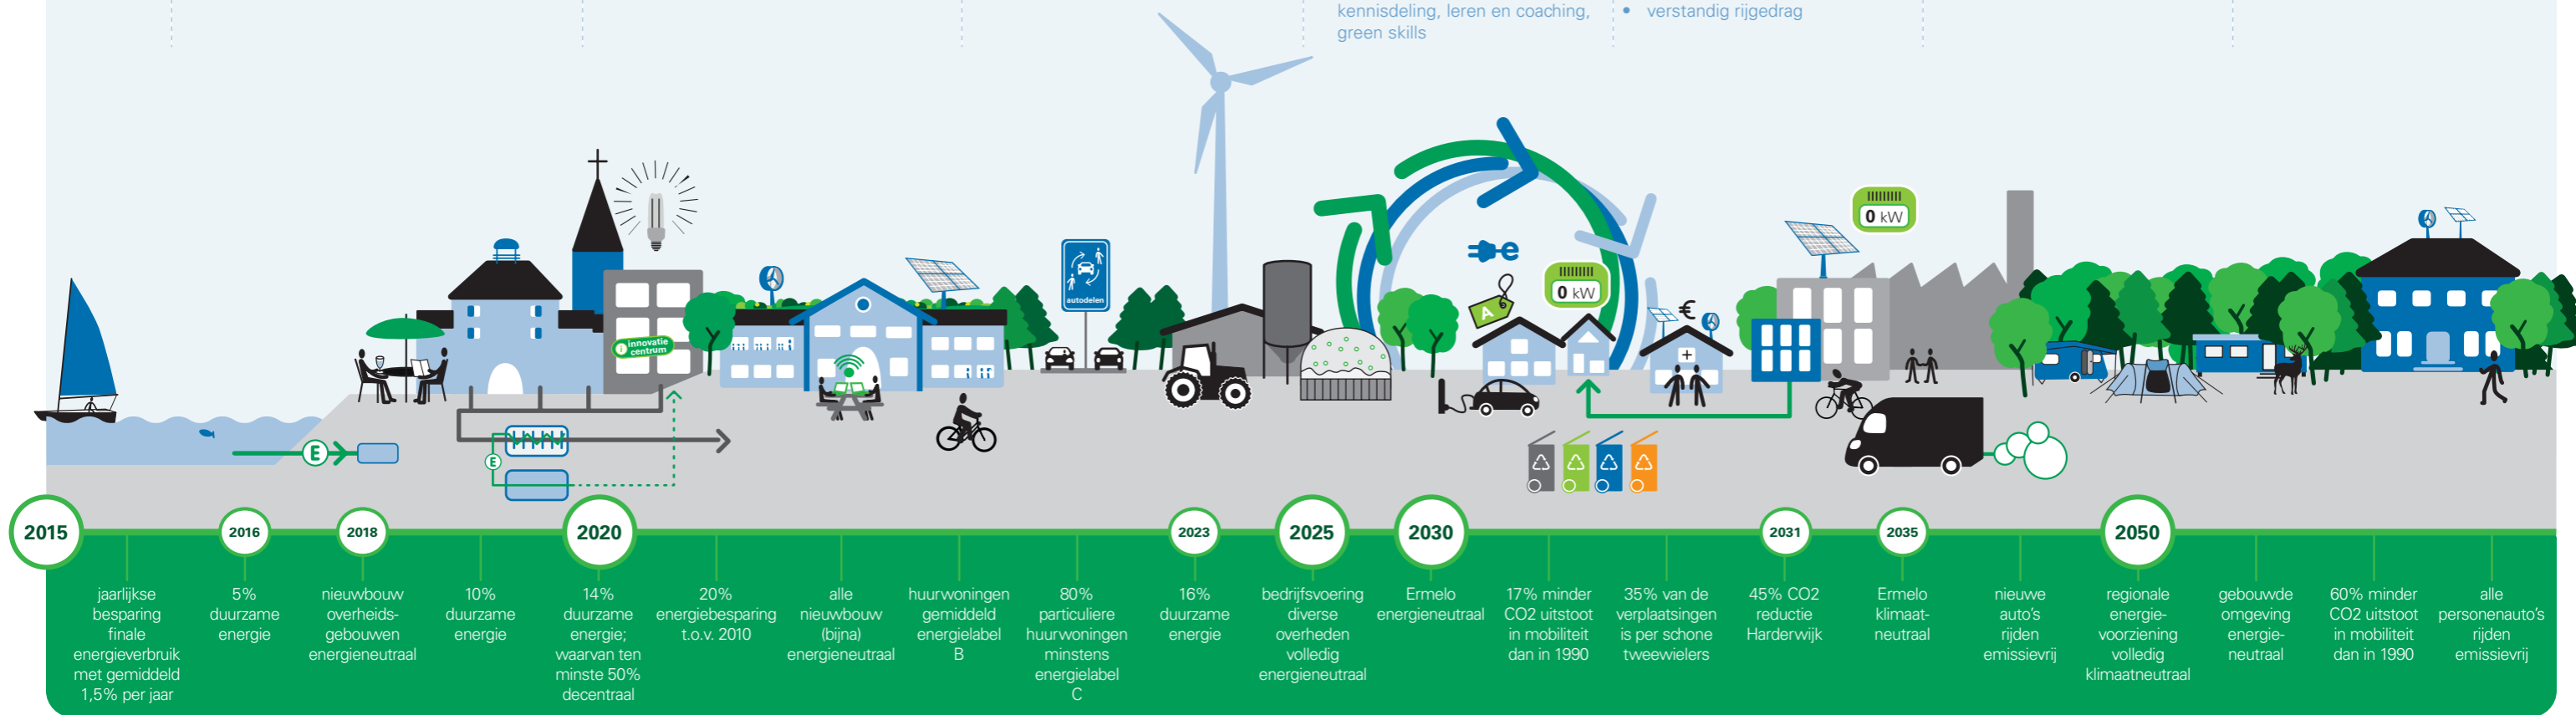 kennisdeling, leren en coaching,
green skills
• verstandig rijgedrag
innovatie
centrum
autodelen
A
e
0 kW
€
0 kW
E
E
2015
2016
2018
2020
2023
2025
2030
2031
2035
2050
jaarlijkse
besparing
finale
energieverbruik
met gemiddeld
1,5% per jaar
5%
duurzame
energie
nieuwbouw
overheids-
gebouwen
energieneutraal
10%
duurzame
energie
14%
duurzame
energie;
waarvan ten
minste 50%
decentraal
20%
energiebesparing
t.o.v. 2010
alle
nieuwbouw
(bijna)
energieneutraal
huurwoningen
gemiddeld
energielabel
B
80%
particuliere
huurwoningen
minstens
energielabel
C
16%
duurzame
energie
bedrijfsvoering
diverse
overheden
volledig
energieneutraal
Ermelo
energieneutraal
17% minder
CO2 uitstoot
in mobiliteit
dan in 1990
35% van de
verplaatsingen
is per schone
tweewielers
45% CO2
reductie
Harderwijk
Ermelo
klimaat-
neutraal
nieuwe
auto's
rijden
emissievrij
regionale
energie-
voorziening
volledig
klimaatneutraal
gebouwde
omgeving
energie-
neutraal
60% minder
CO2 uitstoot
in mobiliteit
dan in 1990
alle
personenauto's
rijden
emissievrij